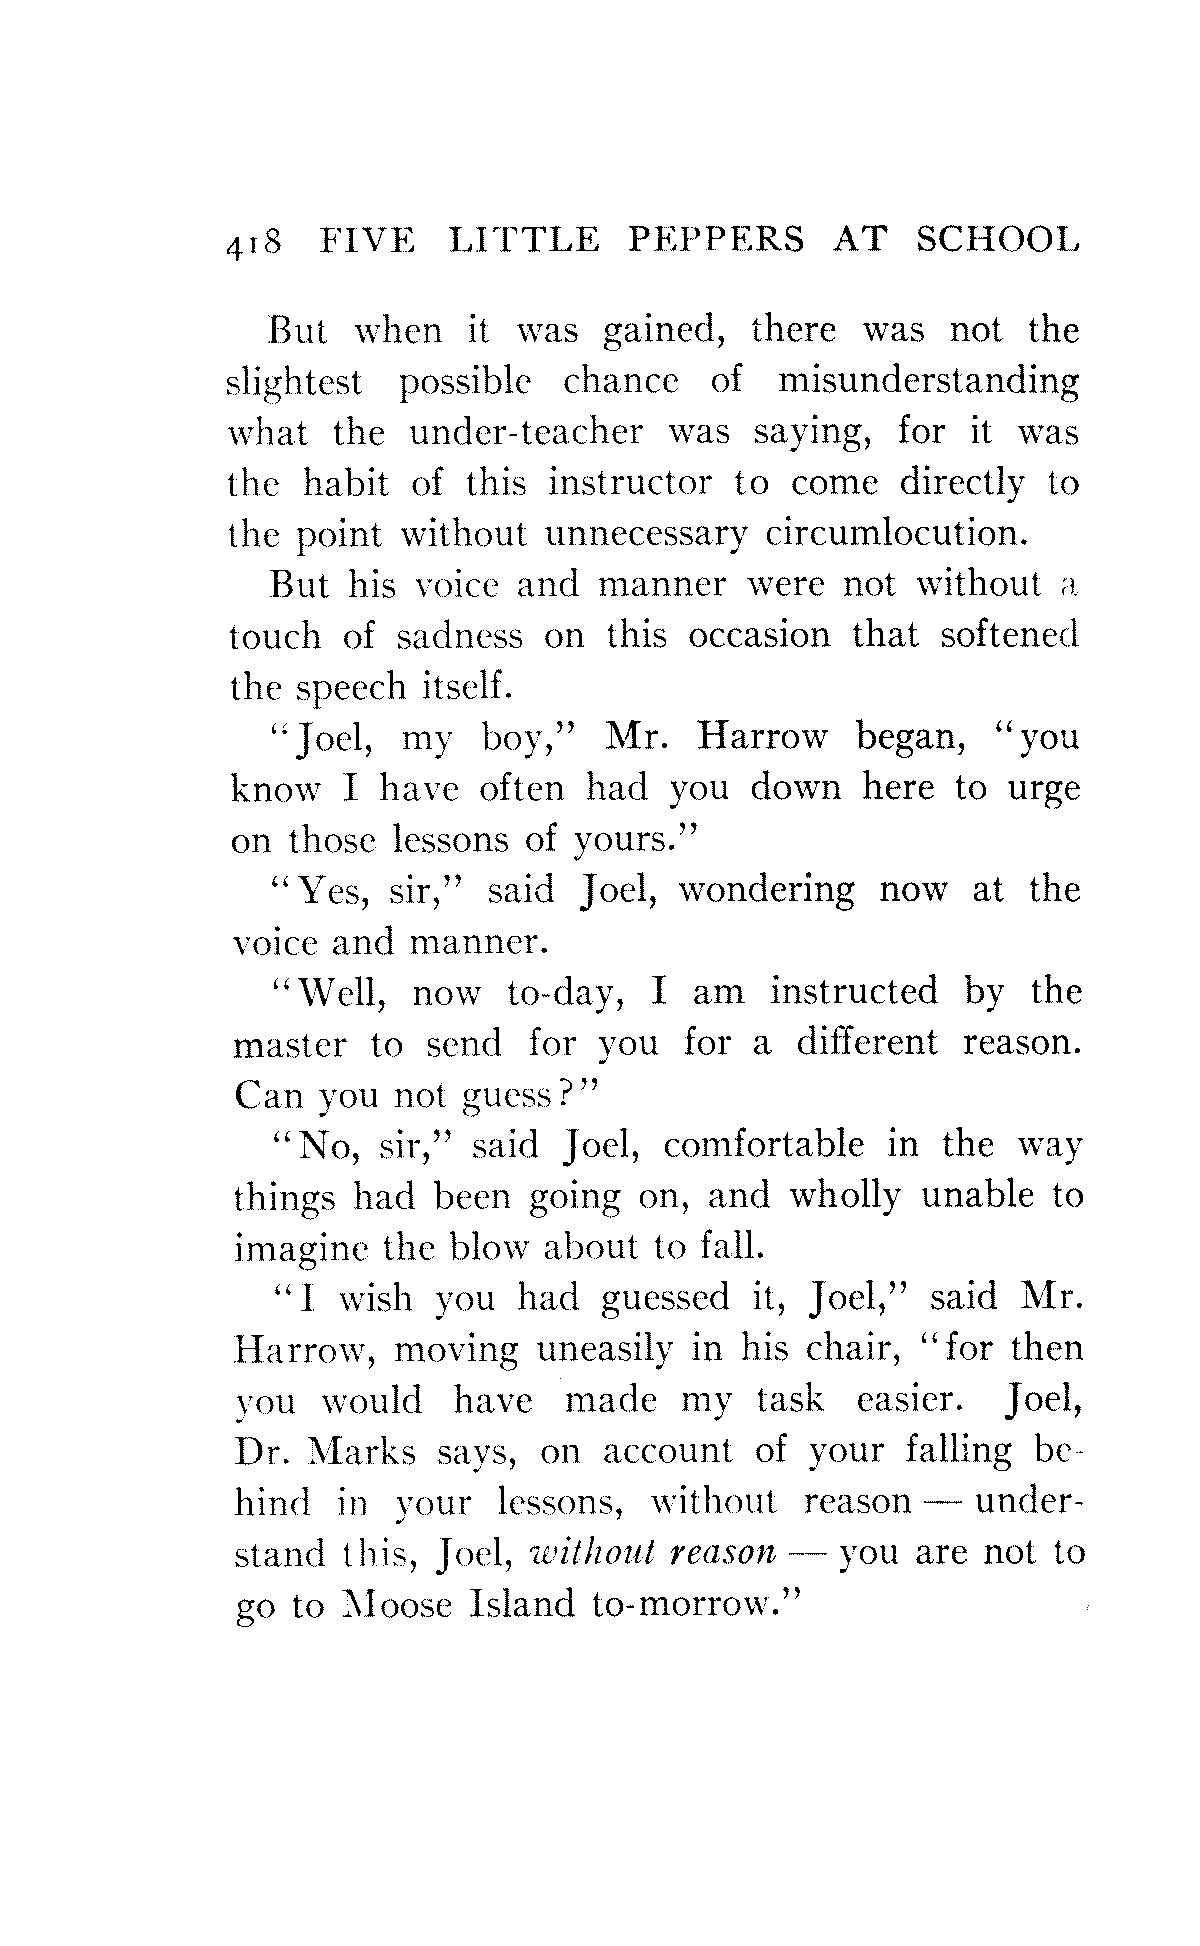 418 FIVE LITTLE PEPPERS AT SCHOOL
But when it was gained, there was not the
slightest possible chance of misunderstanding
what the under-teacher was saying, for it was
the habit of this instructor to come directly to
the point without unnecessary circumlocution.
But his voice and manner were not without a
touch of sadness on this occasion that softened
the speech itself.
“Joel, my boy,” Mr. Harrow began, “you
know I have often had you down here to urge
on those lessons of yours.”
“Yes, sir,” said Joel, wondering now at the
voice and manner.
“Well, now to-day, I am instructed by the
master to send for you for a different reason.
Can you not guess?”
“No, sir,” said Joel, comfortable in the way
things had been going on, and wholly unable to
imagine the blow about to fall.
“I wish you had guessed it, Joel,” said Mr.
Harrow, moving uneasily in his chair, “for then
you would have made my task easier. Joel,
Dr. Marks says, on account of your falling be-
hind in your lessons, without reason — under-
stand this, Joel, without reason — you are not to
go to Moose Island to-morrow.”